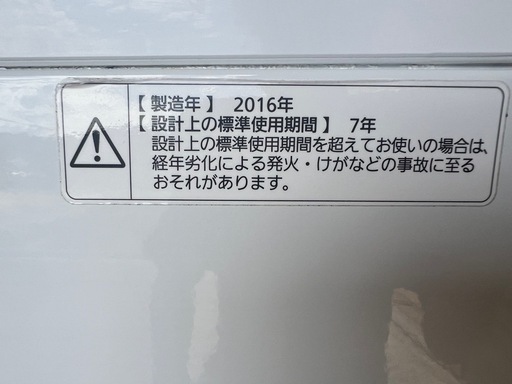 【製造年】 2016年
【設計上の標準使用期間】 7年
設計上の標準使用期間を超えてお使いの場合は、
経年劣化による発火・けがなどの事故に至る
おそれがあります。